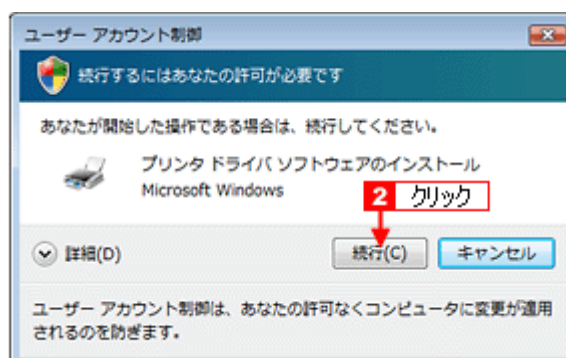 ユーザー アカウント制御
続行するにはあなたの許可が必要です
あなたが開始した操作である場合は、続行してください。
プリンタ ドライバ ソフトウェアのインストール
Microsoft Windows
2 クリック
詳細(D)
続行(C)
キャンセル
ユーザー アカウント制御は、あなたの許可なくコンピュータに変更が適用
されるのを防ぎます。